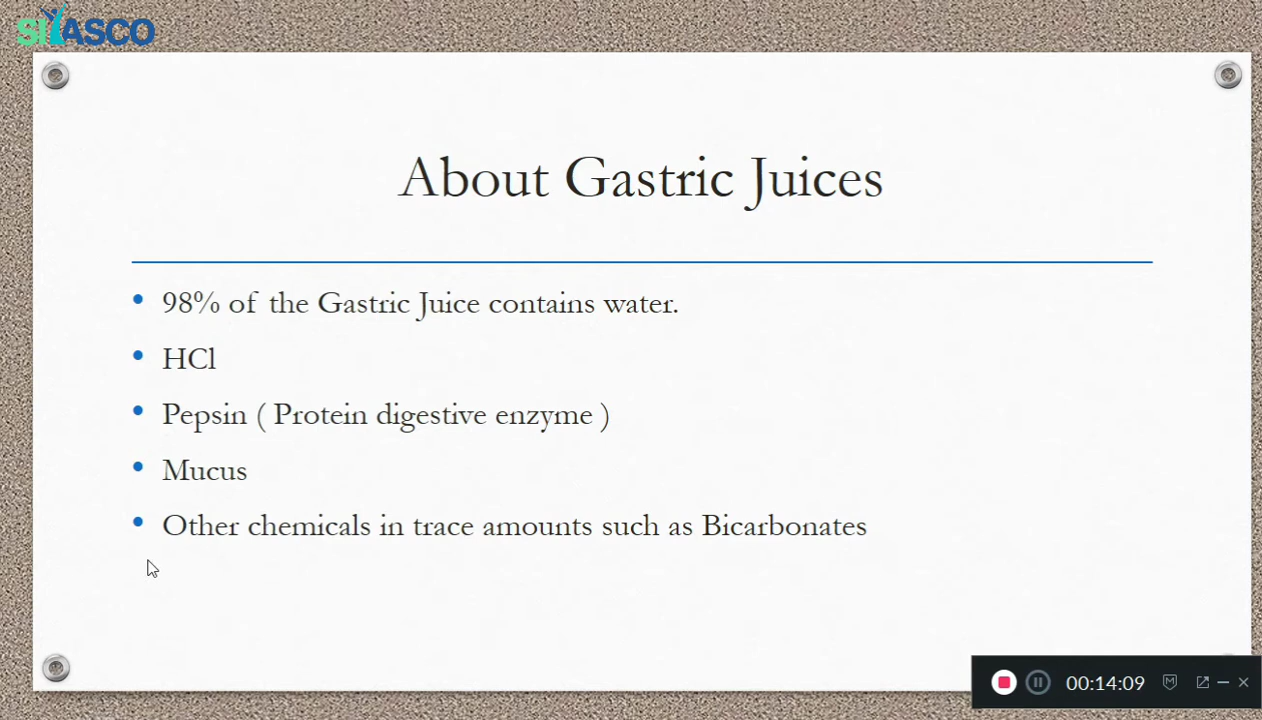 SIYASCO
About Gastric Juices
• 98% of the Gastric Juice contains water.
• HCl
• Pepsin ( Protein digestive enzyme )
• Mucus
• Other chemicals in trace amounts such as Bicarbonates
00:14:09